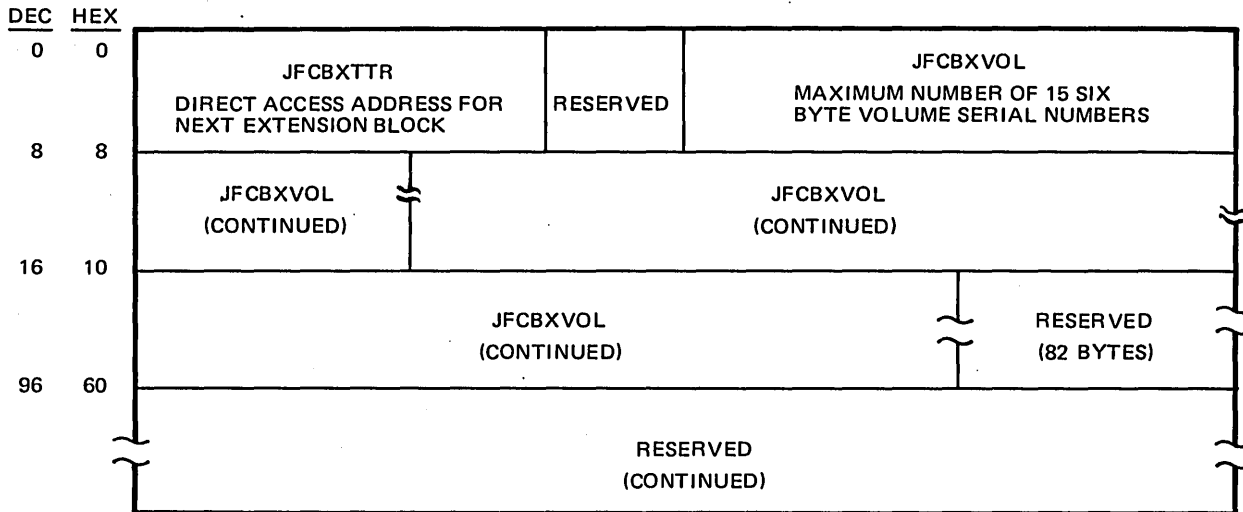 DEC HEX
0 0
JFCBXTTR
DIRECT ACCESS ADDRESS FOR
NEXT EXTENSION BLOCK
RESERVED
JFCBXVOL
MAXIMUM NUMBER OF 15 SIX
BYTE VOLUME SERIAL NUMBERS
8 8
JFCBXVOL
(CONTINUED)
JFCBXVOL
(CONTINUED)
16 10
JFCBXVOL
(CONTINUED)
RESERVED
(82 BYTES)
96 60
RESERVED
(CONTINUED)